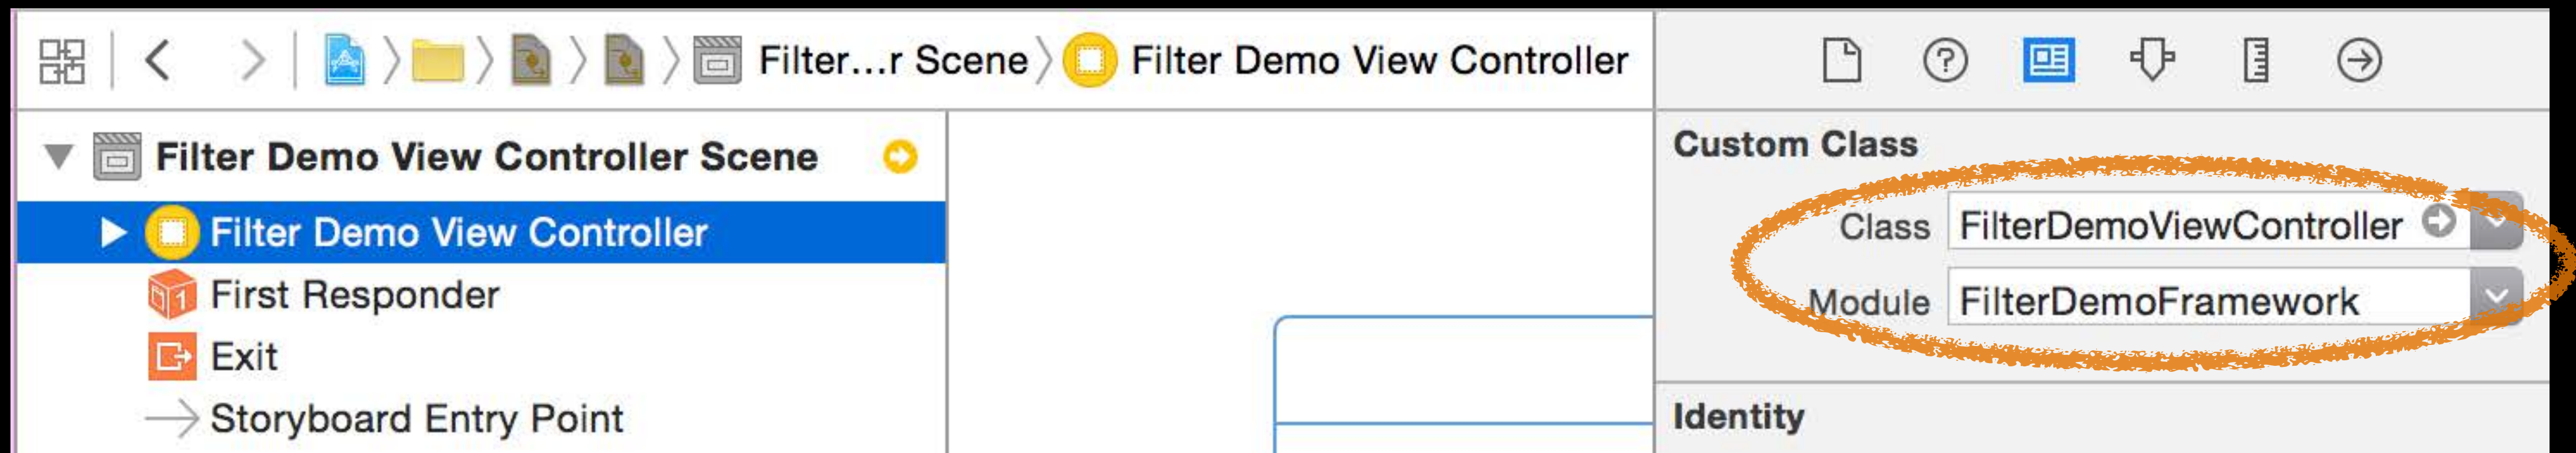 Filter...r Scene
Filter Demo View Controller
Filter Demo View Controller Scene
Filter Demo View Controller
First Responder
Exit
Storyboard Entry Point
Custom Class
Class FilterDemoViewController
Module FilterDemoFramework
Identity